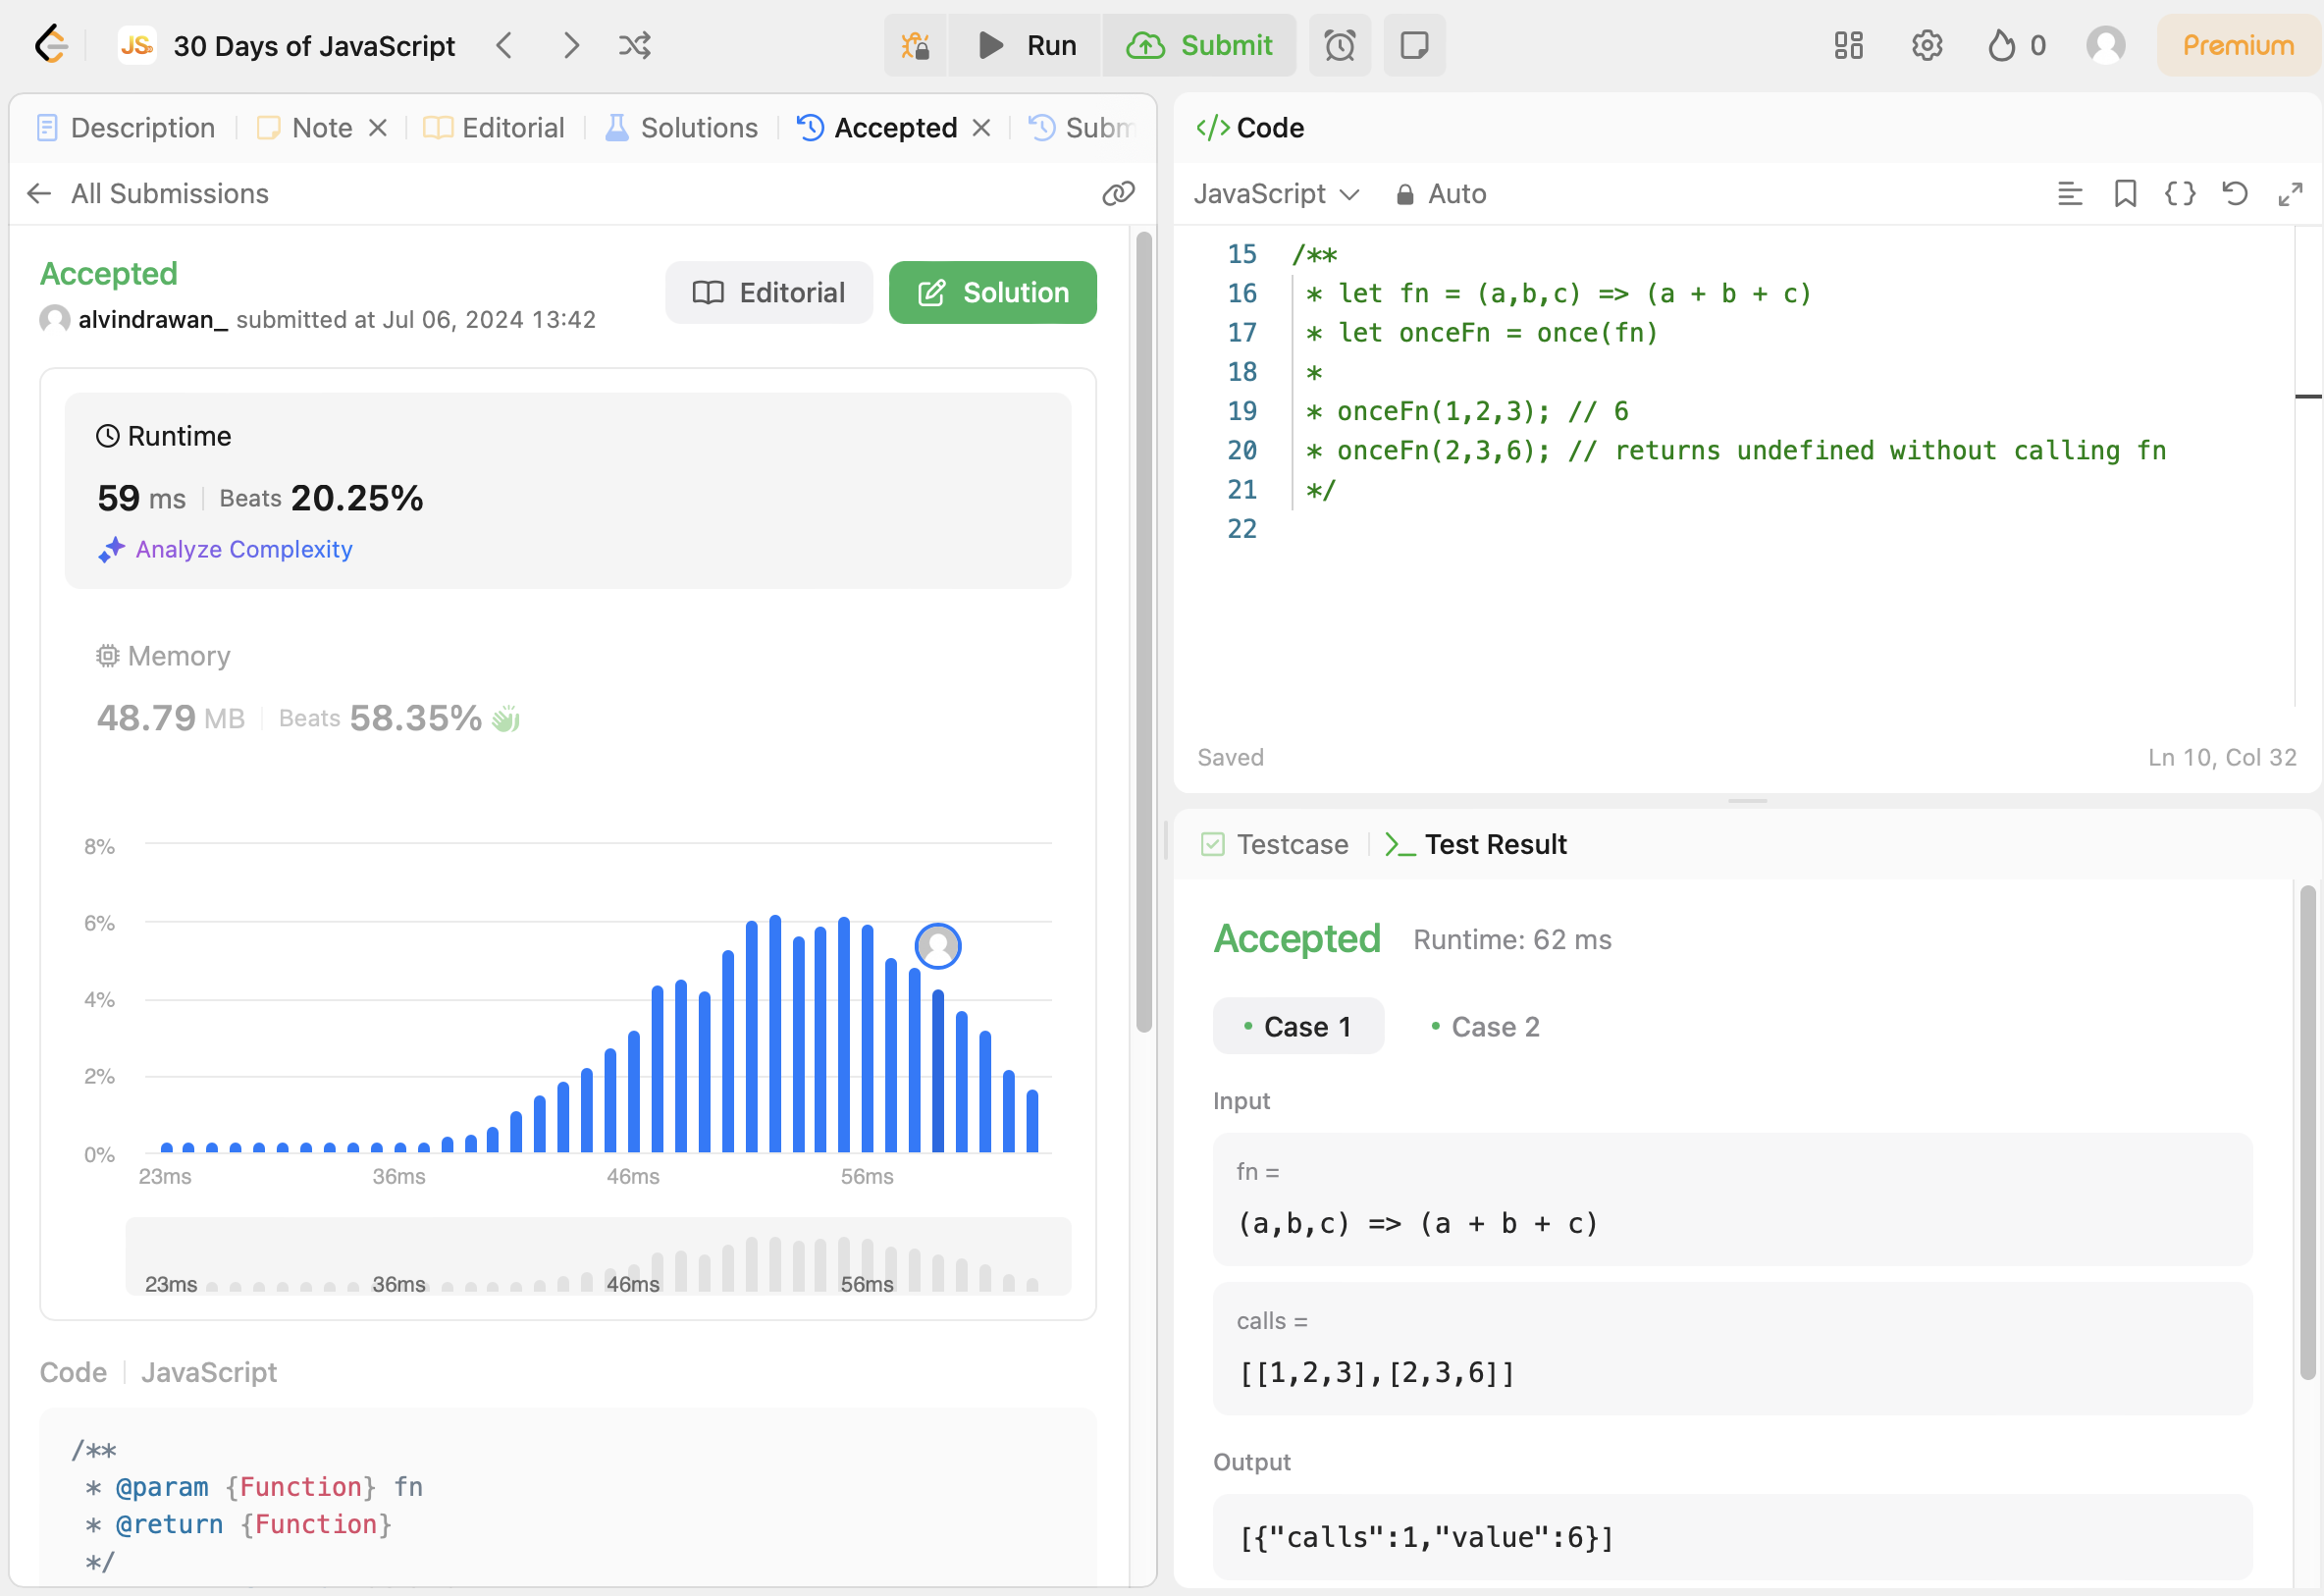 JS 30 Days of JavaScript Run Submit 0 Premium
Description Note Editorial Solutions Accepted Subm
All Submissions
Accepted
alvindrawan_ submitted at Jul 06, 2024 13:42
Editorial Solution
Runtime
59 ms Beats 20.25%
Analyze Complexity
Memory
48.79 MB Beats 58.35%
8%
6%
4%
2%
0%
23ms 36ms 46ms 56ms
23ms 36ms 46ms 56ms
Code JavaScript
/**
* @param {Function} fn
* @return {Function}
*/
</> Code
JavaScript Auto
15 /**
16 * let fn = (a,b,c) => (a + b + c)
17 * let onceFn = once(fn)
18 *
19 * onceFn(1,2,3); // 6
20 * onceFn(2,3,6); // returns undefined without calling fn
21 */
22
Saved Ln 10, Col 32
Testcase >_ Test Result
Accepted Runtime: 62 ms
Case 1 Case 2
Input
fn =
(a,b,c) => (a + b + c)
calls =
[[1,2,3],[2,3,6]]
Output
[{"calls":1,"value":6}]